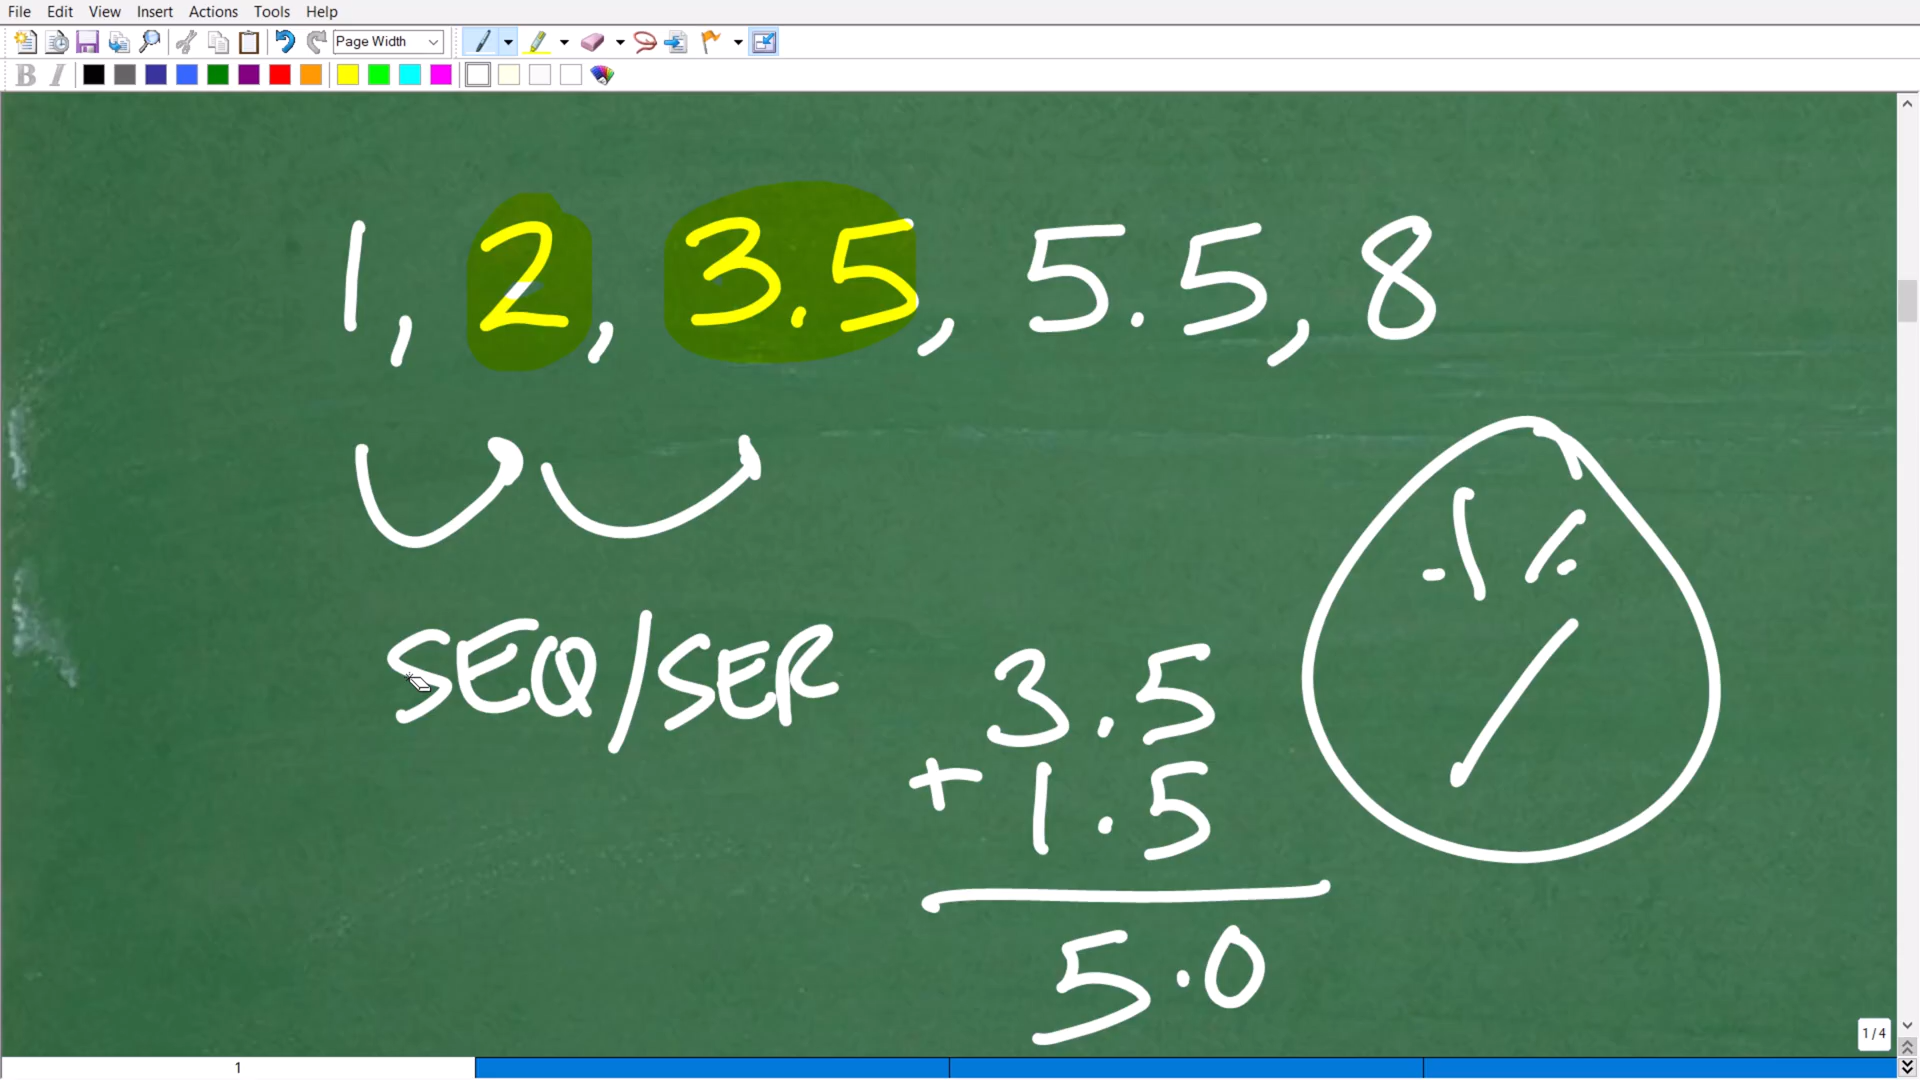 File Edit View Insert Actions Tools Help
Page Width
B I
1, 2, 3.5, 5.5, 8
SEQ/SER
3.5
+ 1.5
5.0
1 / 4
1